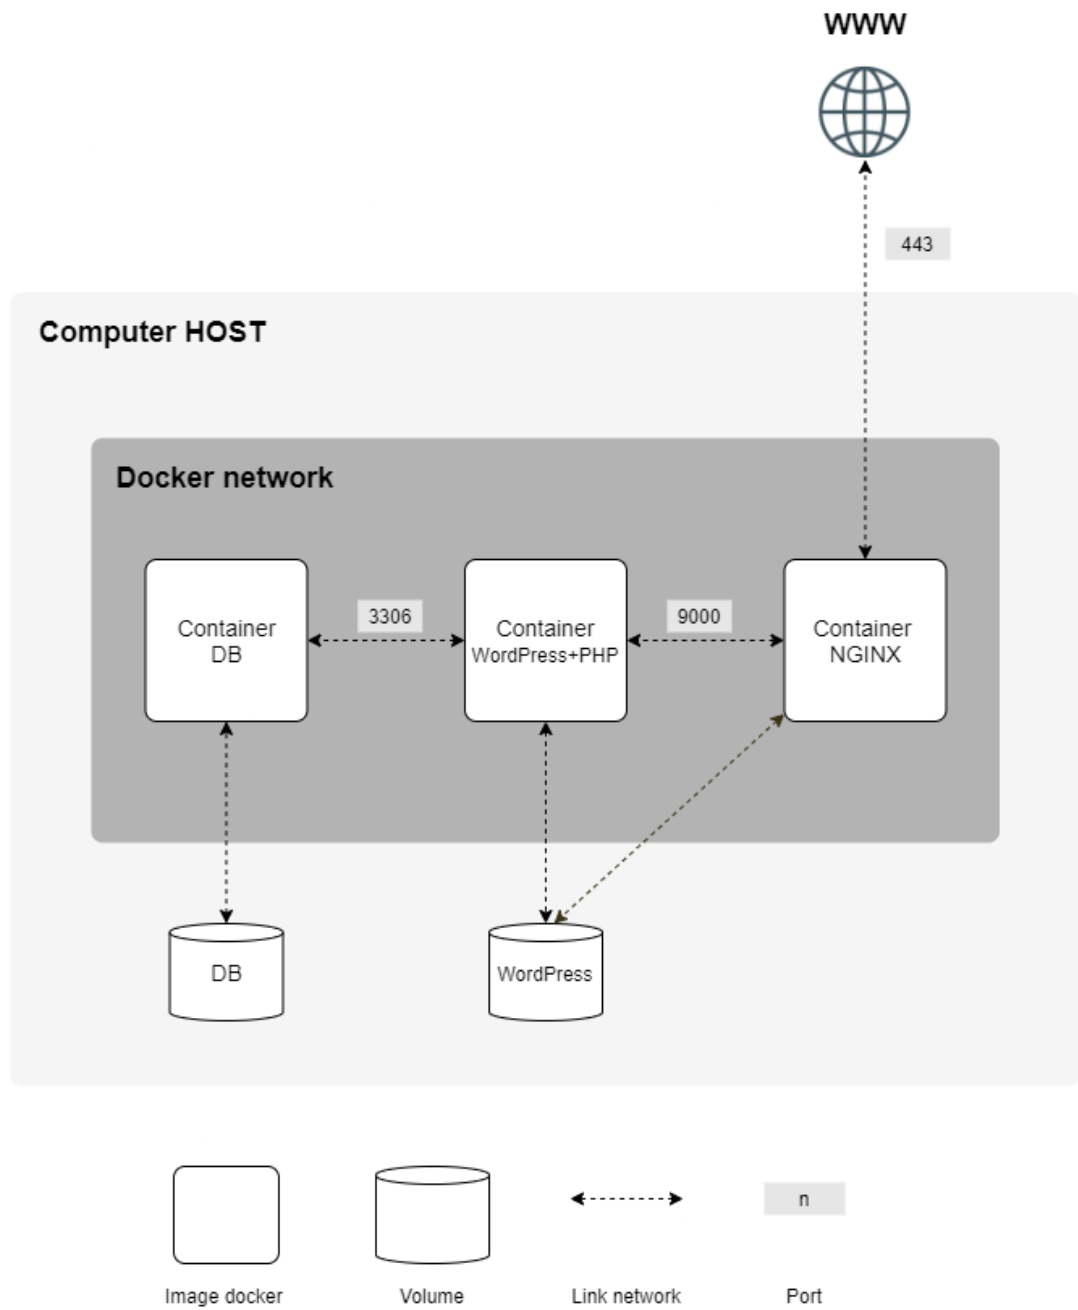 WWW
443
Computer HOST
Docker network
Container
DB
3306
Container
WordPress+PHP
9000
Container
NGINX
DB
WordPress
n
Image docker
Volume
Link network
Port